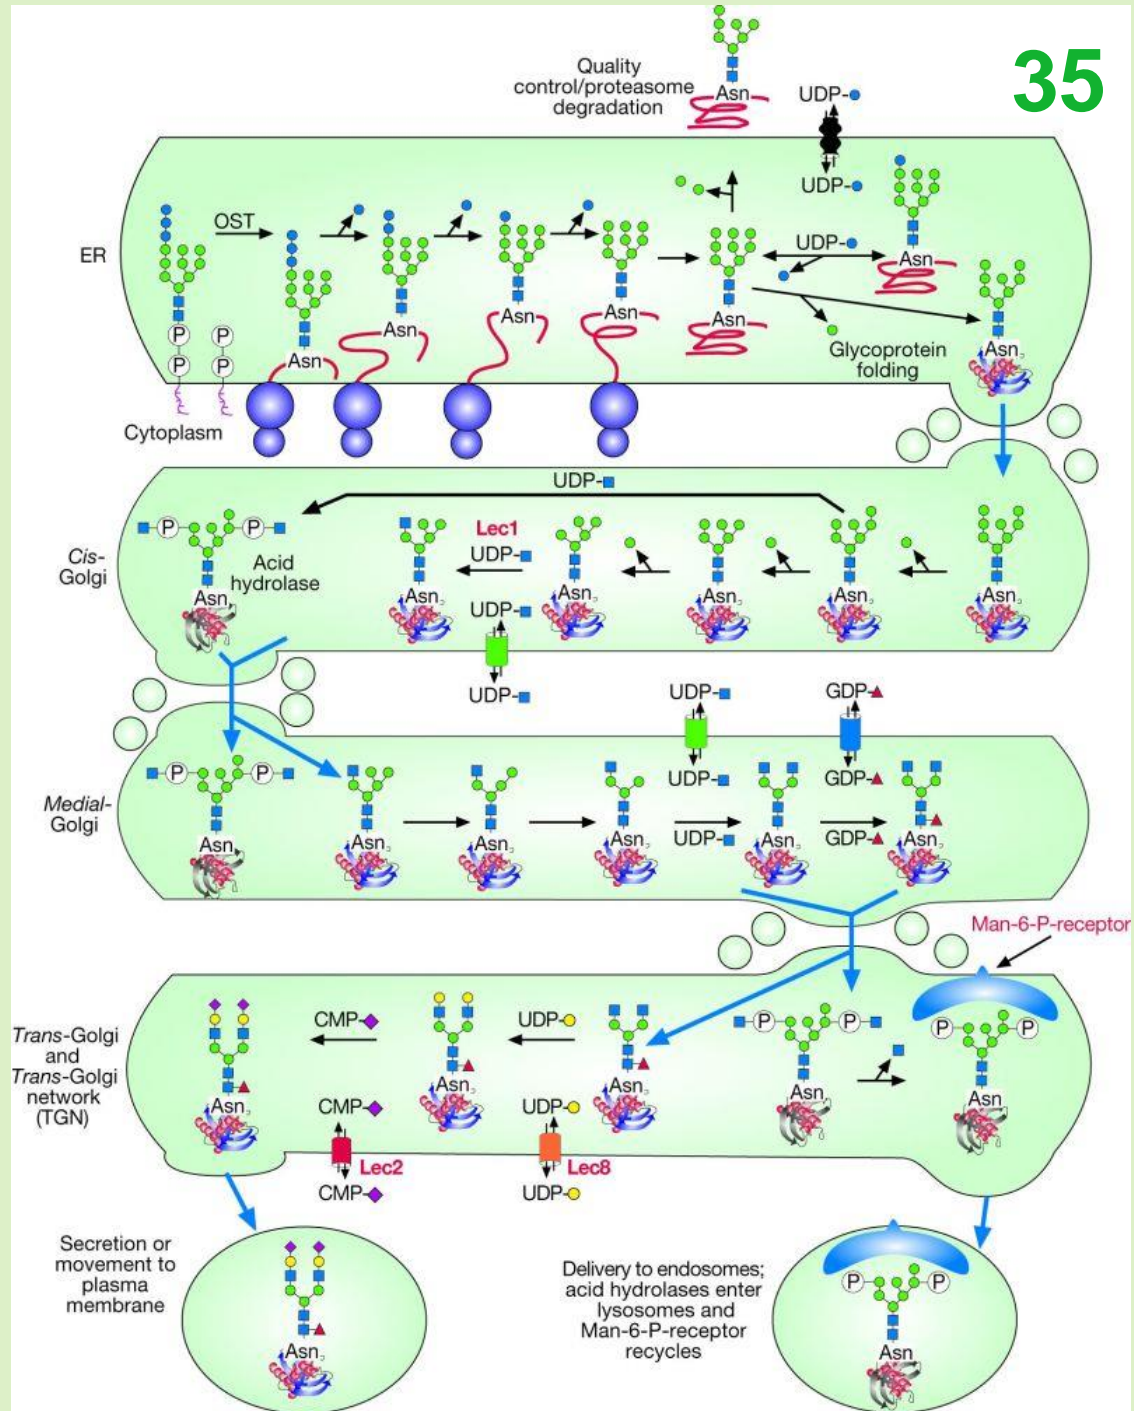 35
Quality
control/proteasome
degradation
Asn
UDP-
UDP-
OST
ER
UDP-
Asn
Asn
Asn
Asn
Asn
Asn
Asn
P
P
P
P
Glycoprotein
folding
Cytoplasm
UDP-
P
P
Lec1
UDP-
Cis-
Golgi
Acid
hydrolase
Asn
Asn
Asn
Asn
Asn
Asn
UDP-
UDP-
UDP-
GDP-
P
P
UDP-
GDP-
Medial-
Golgi
UDP-
GDP-
Asn
Asn
Asn
Asn
Asn
Asn
Man-6-P-receptor
CMP-
UDP-
P
P
P
P
Trans-Golgi
and
Trans-Golgi
network
(TGN)
Asn
Asn
Asn
Asn
Asn
CMP-
UDP-
Lec2
Lec8
CMP-
UDP-
Secretion or
movement to
plasma
membrane
Delivery to endosomes;
acid hydrolases enter
lysosomes and
Man-6-P-receptor
recycles
P
P
Asn
Asn